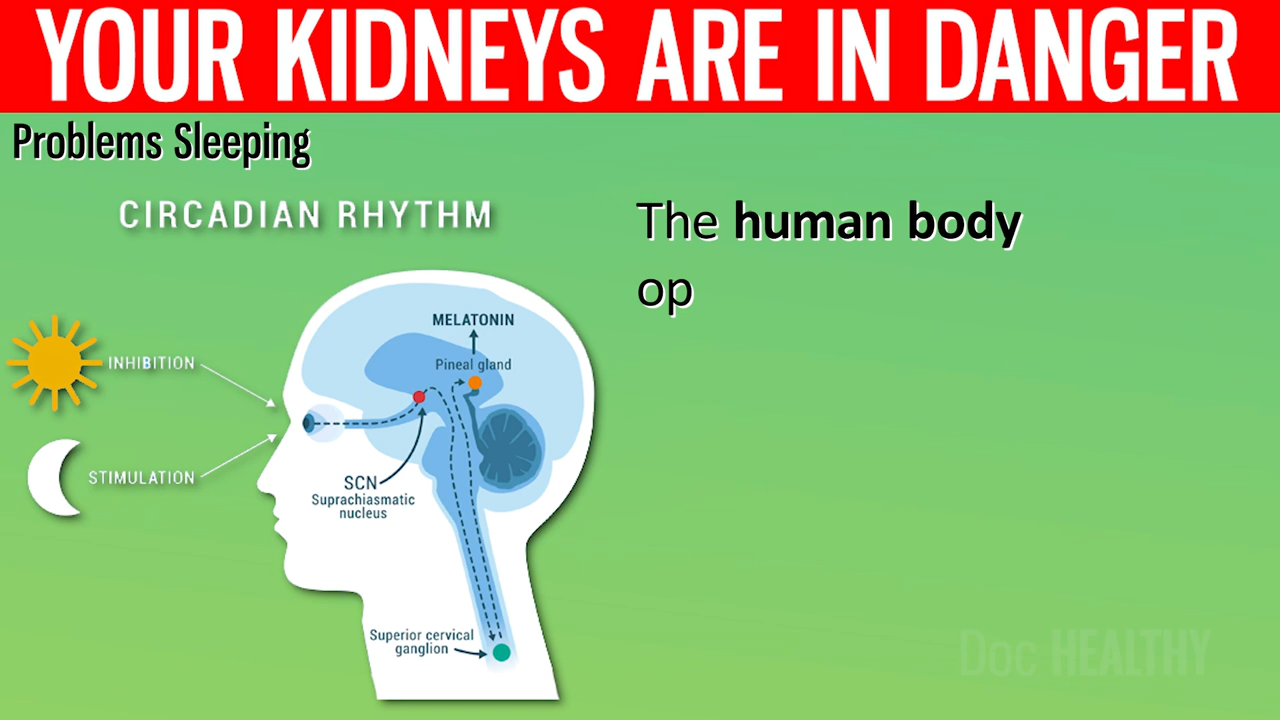 YOUR KIDNEYS ARE IN DANGER
Problems Sleeping
CIRCADIAN RHYTHM
The human body
op
MELATONIN
Pineal gland
INHIBITION
STIMULATION
SCN
Suprachiasmatic
nucleus
Superior cervical
ganglion
Doc HEALTHY